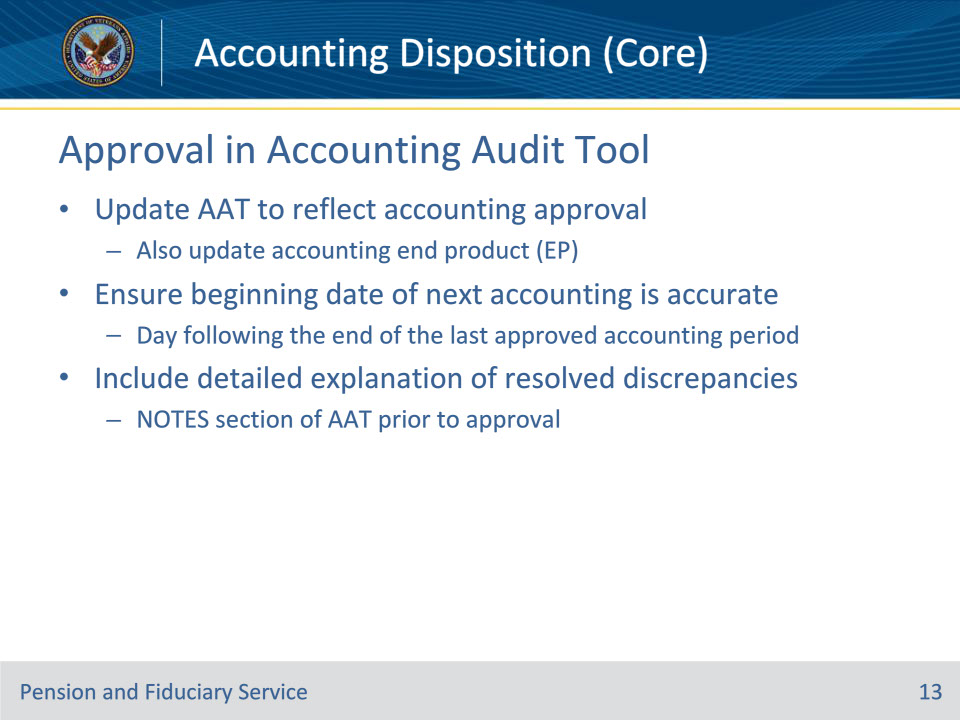 Accounting Disposition (Core)
Approval in Accounting Audit Tool
• Update AAT to reflect accounting approval
– Also update accounting end product (EP)
• Ensure beginning date of next accounting is accurate
– Day following the end of the last approved accounting period
• Include detailed explanation of resolved discrepancies
– NOTES section of AAT prior to approval
Pension and Fiduciary Service
13
DEPARTMENT OF VETERANS AFFAIRS
UNITED STATES OF AMERICA